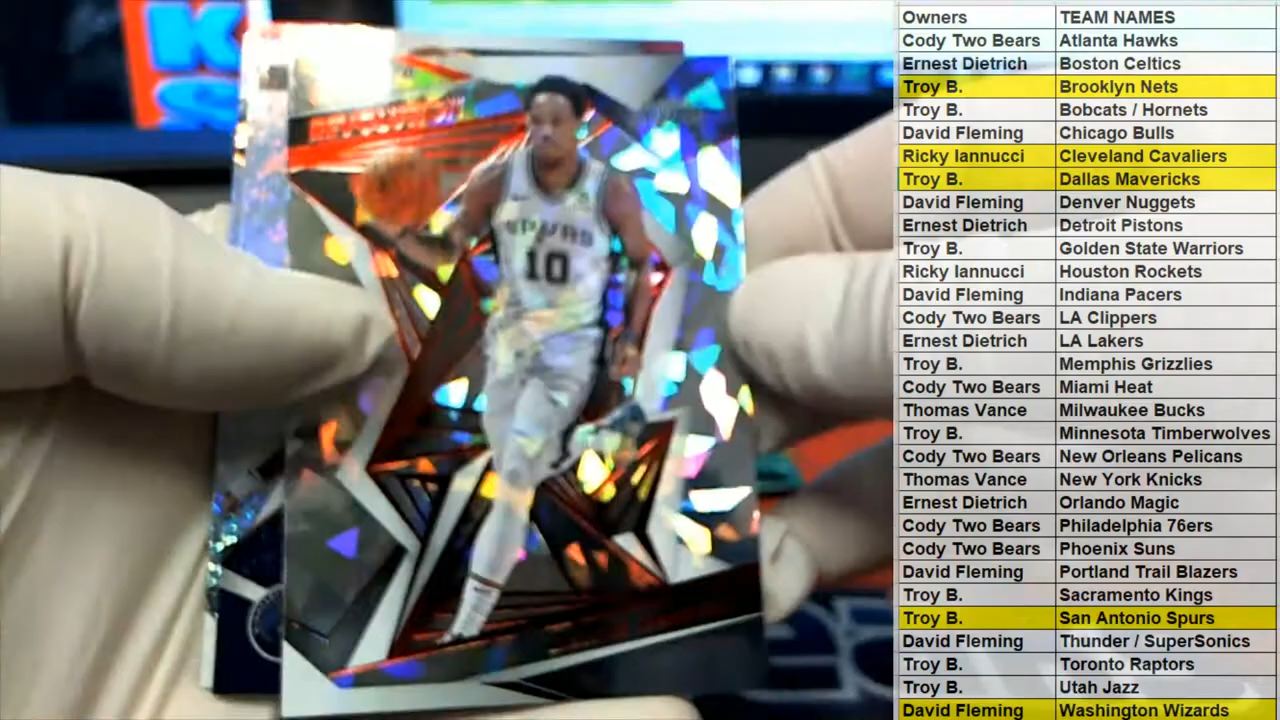 K
S
REVOLUTION
SPURS
10
Owners TEAM NAMES
Cody Two Bears Atlanta Hawks
Ernest Dietrich Boston Celtics
Troy B. Brooklyn Nets
Troy B. Bobcats / Hornets
David Fleming Chicago Bulls
Ricky Iannucci Cleveland Cavaliers
Troy B. Dallas Mavericks
David Fleming Denver Nuggets
Ernest Dietrich Detroit Pistons
Troy B. Golden State Warriors
Ricky Iannucci Houston Rockets
David Fleming Indiana Pacers
Cody Two Bears LA Clippers
Ernest Dietrich LA Lakers
Troy B. Memphis Grizzlies
Cody Two Bears Miami Heat
Thomas Vance Milwaukee Bucks
Troy B. Minnesota Timberwolves
Cody Two Bears New Orleans Pelicans
Thomas Vance New York Knicks
Ernest Dietrich Orlando Magic
Cody Two Bears Philadelphia 76ers
Cody Two Bears Phoenix Suns
David Fleming Portland Trail Blazers
Troy B. Sacramento Kings
Troy B. San Antonio Spurs
David Fleming Thunder / SuperSonics
Troy B. Toronto Raptors
Troy B. Utah Jazz
David Fleming Washington Wizards